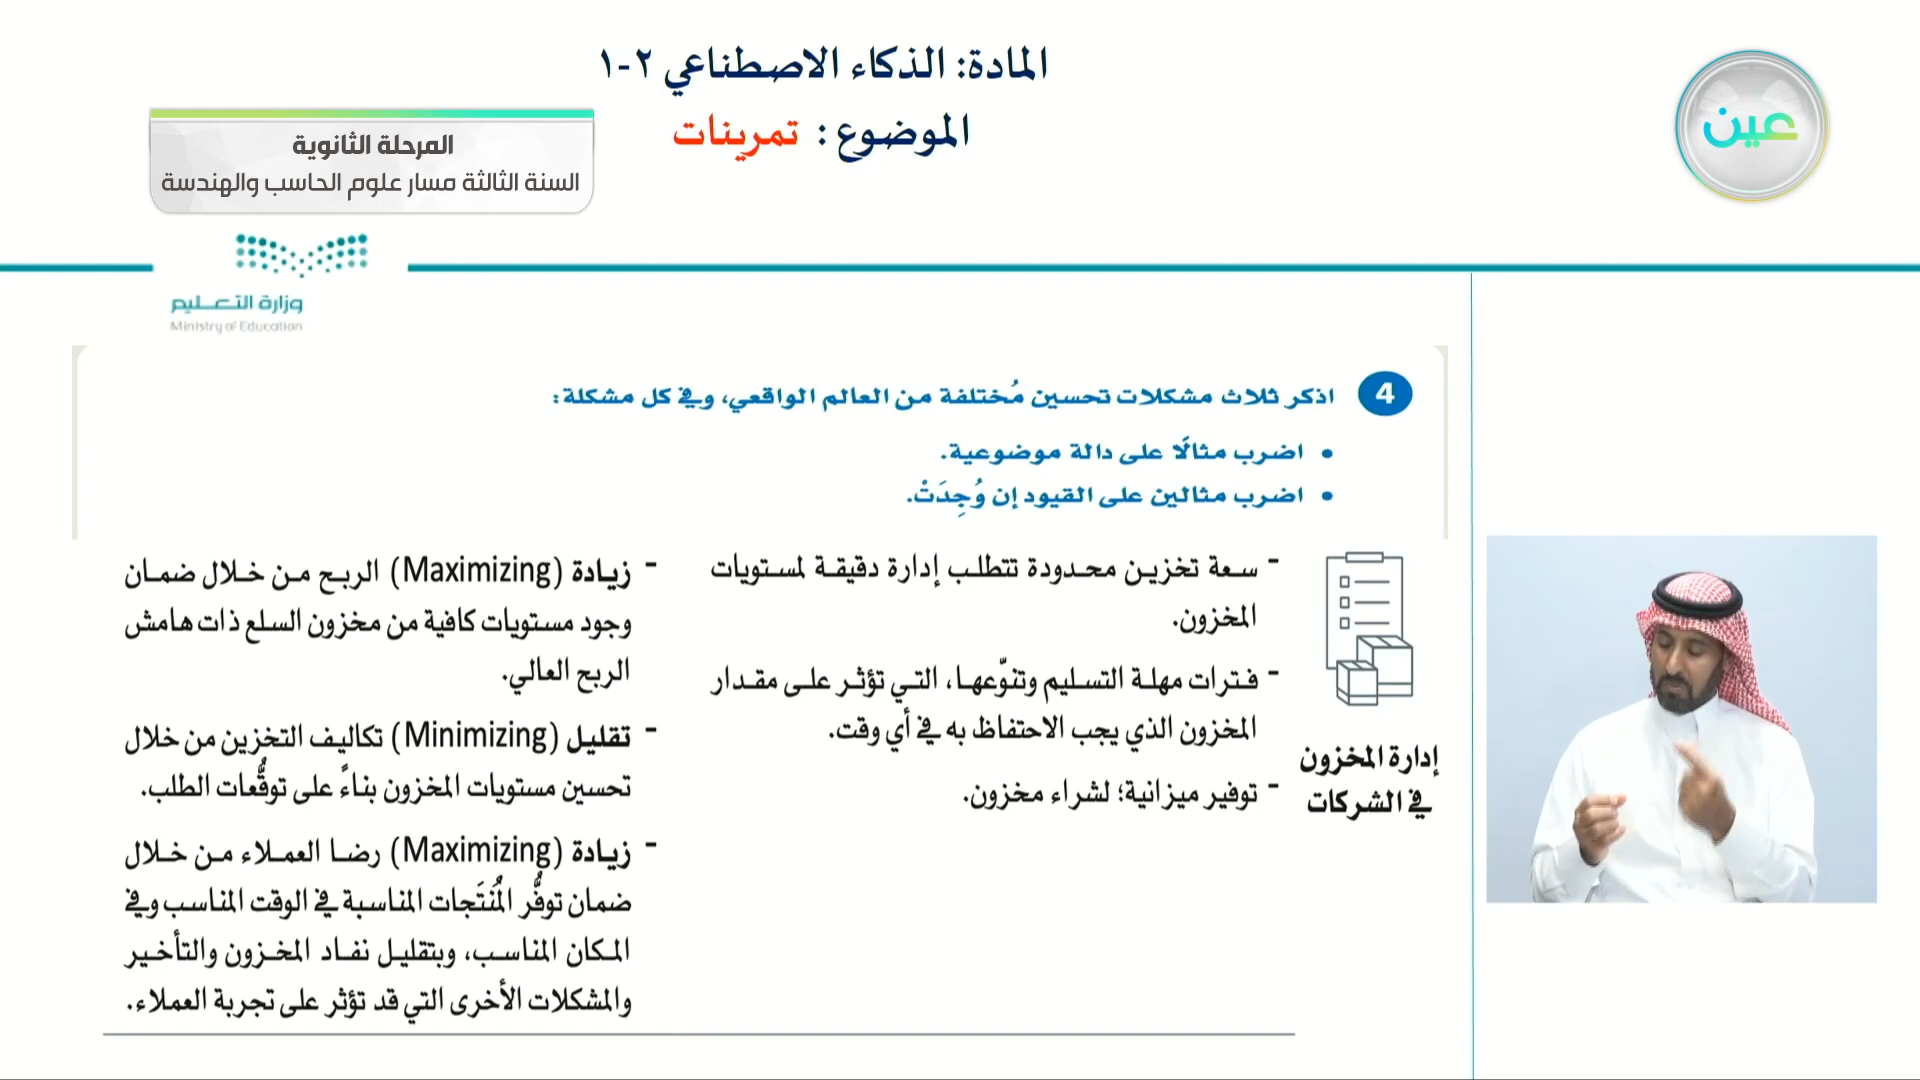 المادة: الذكاء الاصطناعي ٢-١
الموضوع : تمرينات
عين
المرحلة الثانوية
السنة الثالثة مسار علوم الحاسب والهندسة
وزارة التعليم
Ministry of Education
4 اذكر ثلاث مشكلات تحسين مُختلفة من العالم الواقعي، وفي كل مشكلة:
• اضرب مثالًا على دالة موضوعية.
• اضرب مثالين على القيود إن وُجِدَتْ.
إدارة المخزون
في الشركات
- سعة تخزين محدودة تتطلب إدارة دقيقة لمستويات
المخزون.
- فترات مهلة التسليم وتنوّعها، التي تؤثر على مقدار
المخزون الذي يجب الاحتفاظ به في أي وقت.
- توفير ميزانية؛ لشراء مخزون.
- زيادة (Maximizing) الربح من خلال ضمان
وجود مستويات كافية من مخزون السلع ذات هامش
الربح العالي.
- تقليل (Minimizing) تكاليف التخزين من خلال
تحسين مستويات المخزون بناءً على توقُّعات الطلب.
- زيادة (Maximizing) رضا العملاء من خلال
ضمان توفُّر المُنتَجات المناسبة في الوقت المناسب وفي
المكان المناسب، وبتقليل نفاد المخزون والتأخير
والمشكلات الأخرى التي قد تؤثر على تجربة العملاء.